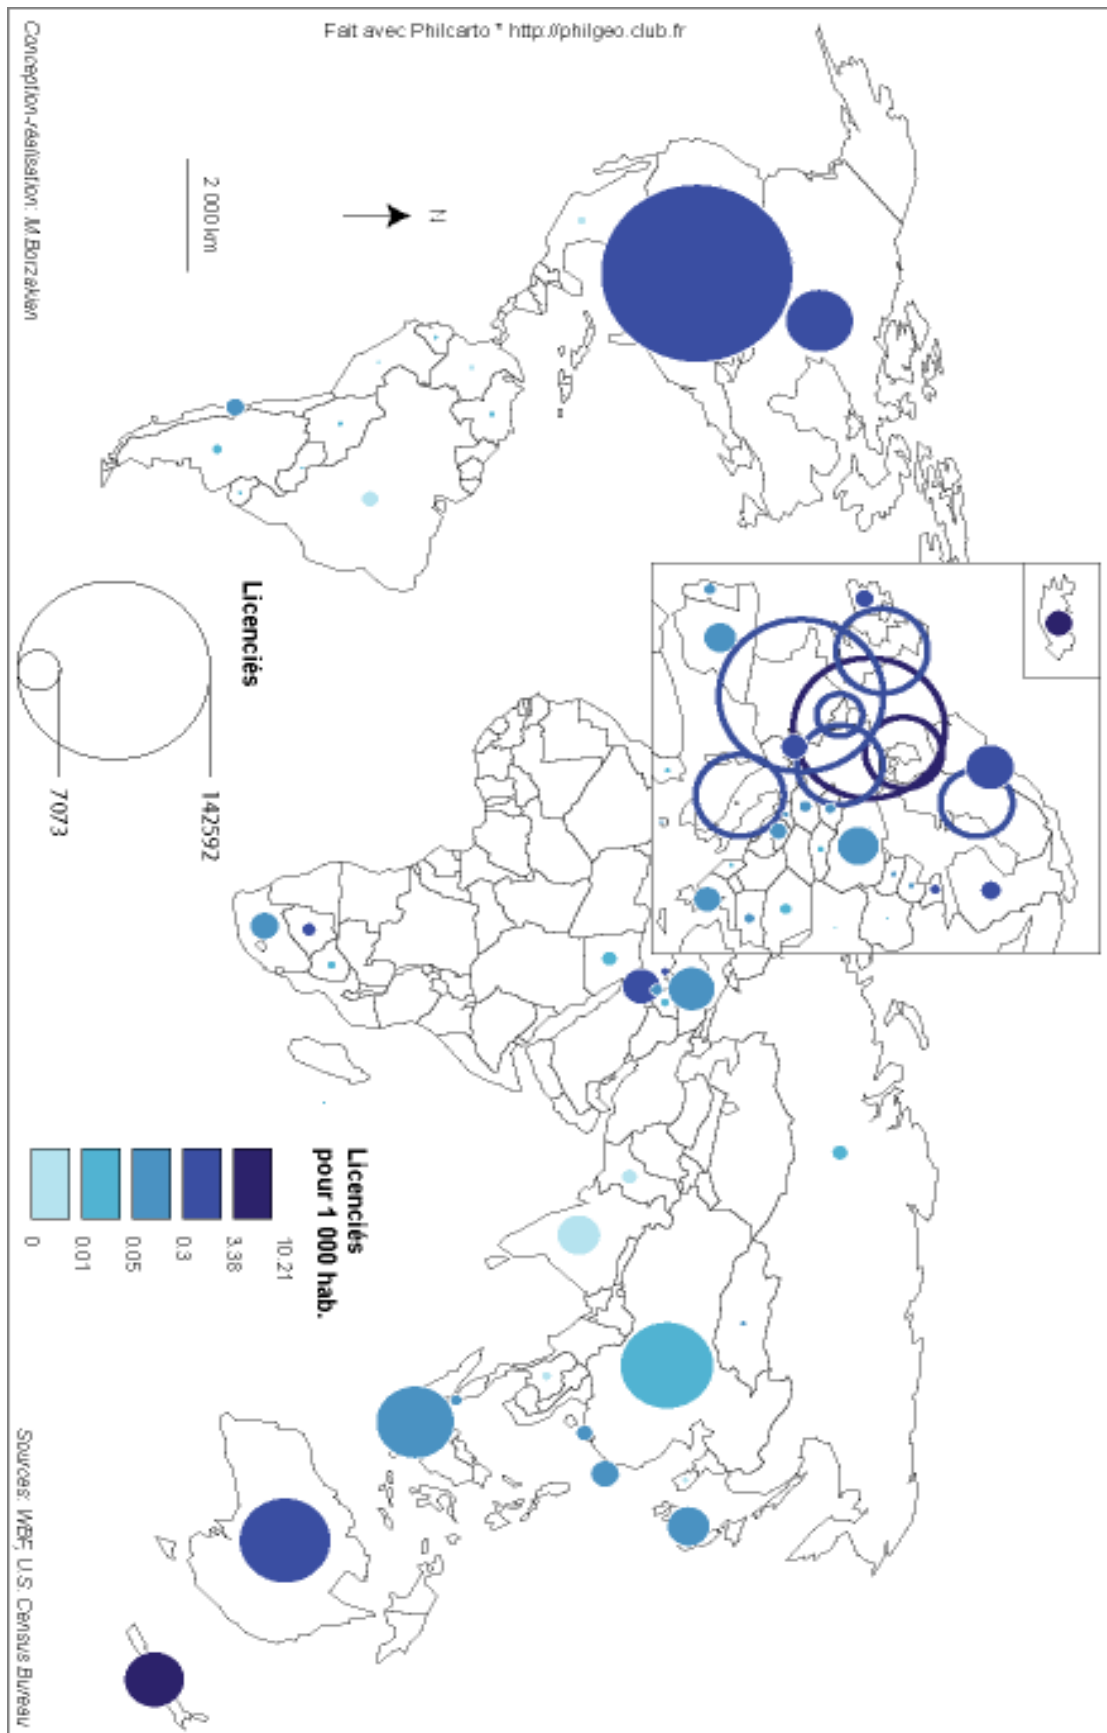 Fait avec Philcarto * http://philgeo.club.fr
N
2 000 km
Conception-réalisation: M.Borzakian
Licenciés
142592
7073
Licenciés
pour 1 000 hab.
10.21
3.38
0.3
0.05
0.01
0
Sources: WBF, U.S. Census Bureau